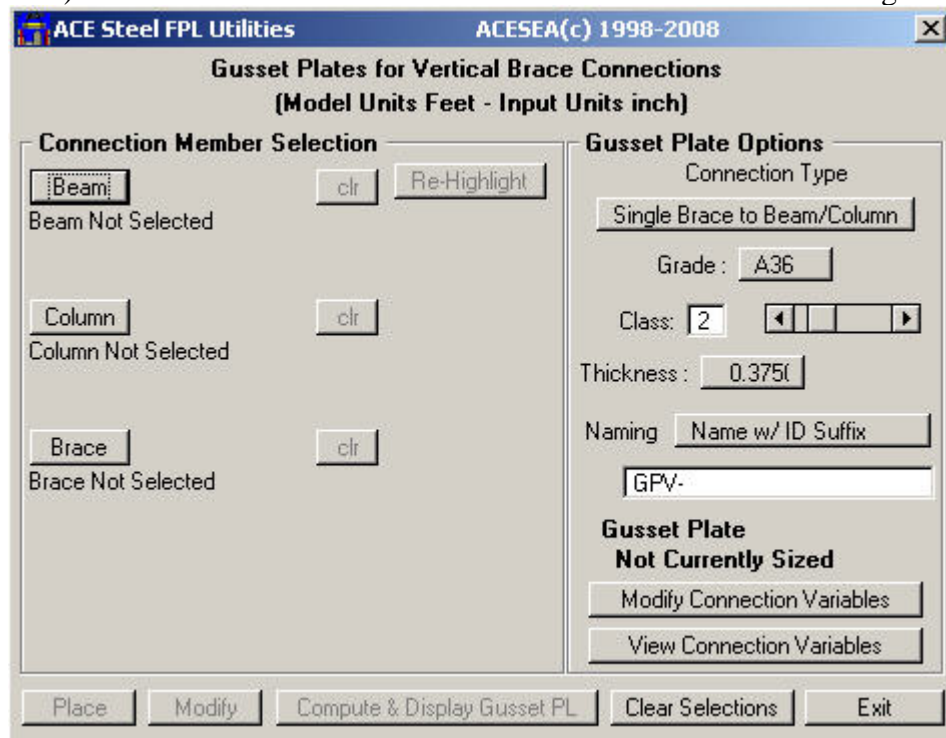 ACE Steel FPL Utilities ACESEA(c) 1998-2008
Gusset Plates for Vertical Brace Connections
(Model Units Feet - Input Units inch)
Connection Member Selection
Beam clr Re-Highlight
Beam Not Selected
Column clr
Column Not Selected
Brace clr
Brace Not Selected
Gusset Plate Options
Connection Type
Single Brace to Beam/Column
Grade : A36
Class: 2
Thickness : 0.375(
Naming Name w/ ID Suffix
GPV-
Gusset Plate
Not Currently Sized
Modify Connection Variables
View Connection Variables
Place Modify Compute & Display Gusset PL Clear Selections Exit